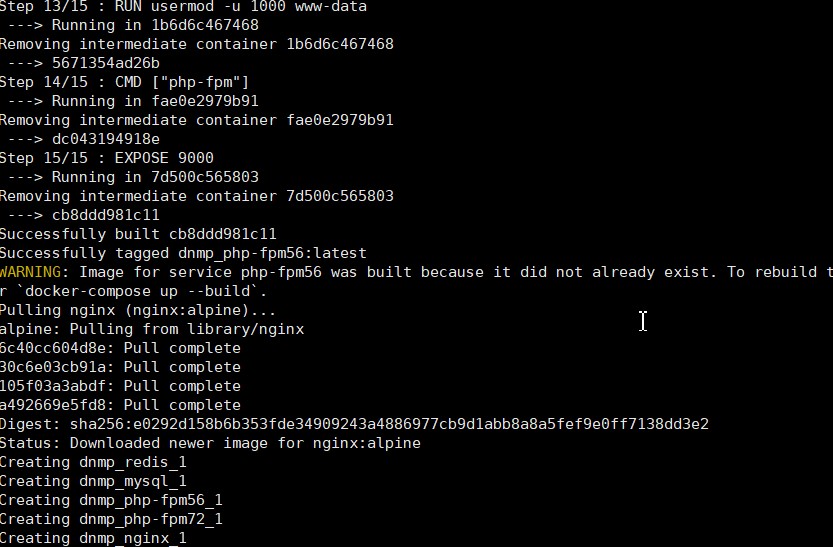 Step 13/15 : RUN usermod -u 1000 www-data
 ---> Running in 1b6d6c467468
Removing intermediate container 1b6d6c467468
 ---> 5671354ad26b
Step 14/15 : CMD ["php-fpm"]
 ---> Running in fae0e2979b91
Removing intermediate container fae0e2979b91
 ---> dc043194918e
Step 15/15 : EXPOSE 9000
 ---> Running in 7d500c565803
Removing intermediate container 7d500c565803
 ---> cb8ddd981c11
Successfully built cb8ddd981c11
Successfully tagged dnmp_php-fpm56:latest
WARNING: Image for service php-fpm56 was built because it did not already exist. To rebuild t
r `docker-compose up --build`.
Pulling nginx (nginx:alpine)...
alpine: Pulling from library/nginx
6c40cc604d8e: Pull complete
30c6e03cb91a: Pull complete
105f03a3abdf: Pull complete
a492669e5fd8: Pull complete
Digest: sha256:e0292d158b6b353fde34909243a4886977cb9d1abb8a8a5fef9e0ff7138dd3e2
Status: Downloaded newer image for nginx:alpine
Creating dnmp_redis_1
Creating dnmp_mysql_1
Creating dnmp_php-fpm56_1
Creating dnmp_php-fpm72_1
Creating dnmp_nginx_1